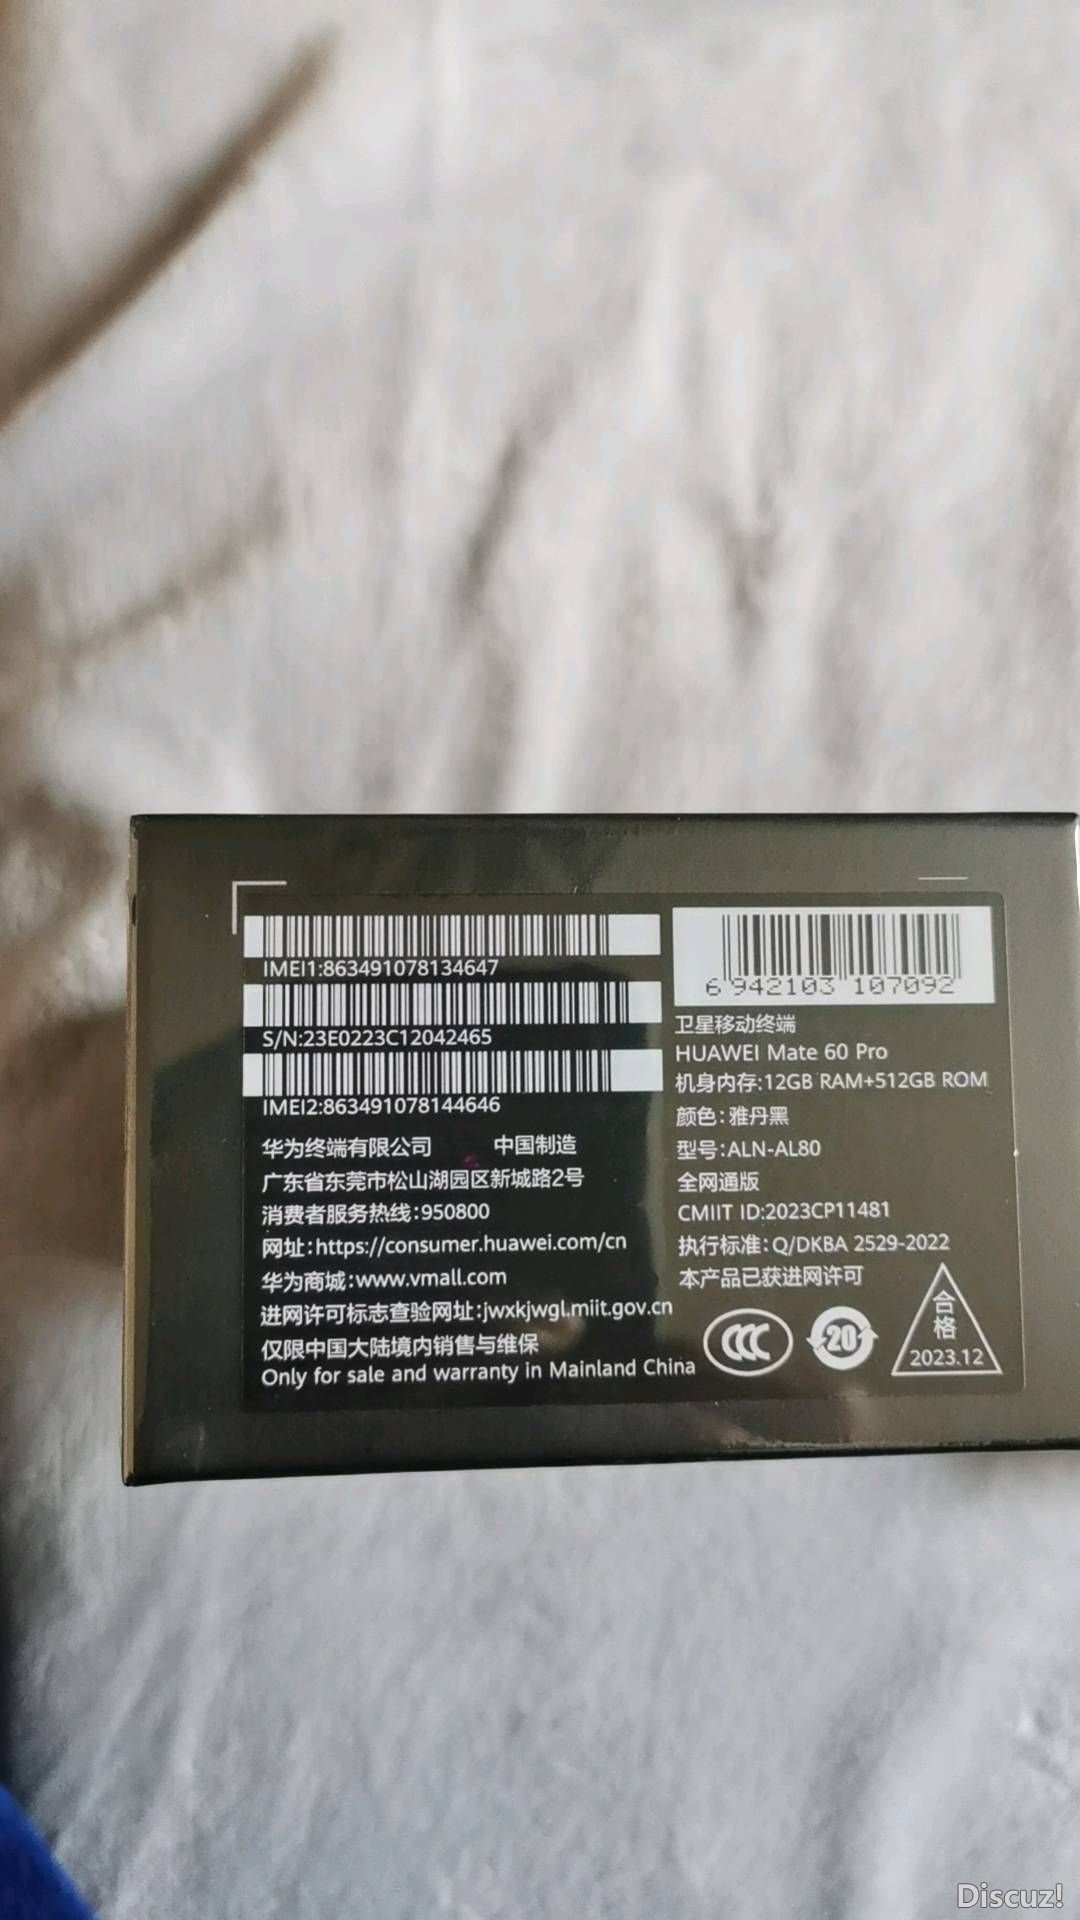 IMEI1:863491078134647
S/N:23E0223C12042465
IMEI2:863491078144646
华为终端有限公司 中国制造
广东省东莞市松山湖园区新城路2号
消费者服务热线:950800
网址:https://consumer.huawei.com/cn
华为商城:www.vmall.com
进网许可标志查验网址:jwxkjwgl.miit.gov.cn
仅限中国大陆境内销售与维保
Only for sale and warranty in Mainland China
6 942103 107092
卫星移动终端
HUAWEI Mate 60 Pro
机身内存:12GB RAM+512GB ROM
颜色:雅丹黑
型号:ALN-AL80
全网通版
CMIIT ID:2023CP11481
执行标准:Q/DKBA 2529-2022
本产品已获进网许可
CCC
20
合格
2023.12
Discuz!